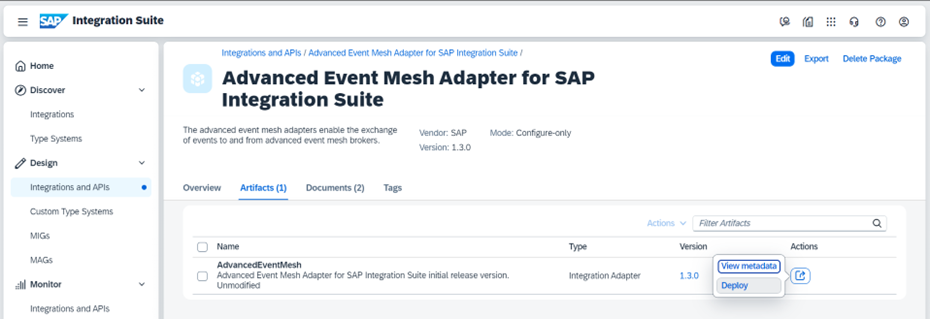 SAP Integration Suite
Home
Discover
Integrations
Type Systems
Design
Integrations and APIs
Custom Type Systems
MIGs
MAGs
Monitor
Integrations and APIs
Integrations and APIs / Advanced Event Mesh Adapter for SAP Integration Suite /
Advanced Event Mesh Adapter for SAP
Integration Suite
Edit Export Delete Package
The advanced event mesh adapters enable the exchange
of events to and from advanced event mesh brokers.
Vendor: SAP Mode: Configure-only
Version: 1.3.0
Overview Artifacts (1) Documents (2) Tags
Actions Filter Artifacts
Name Type Version Actions
AdvancedEventMesh
Advanced Event Mesh Adapter for SAP Integration Suite initial release version.
Unmodified
Integration Adapter 1.3.0
View metadata
Deploy